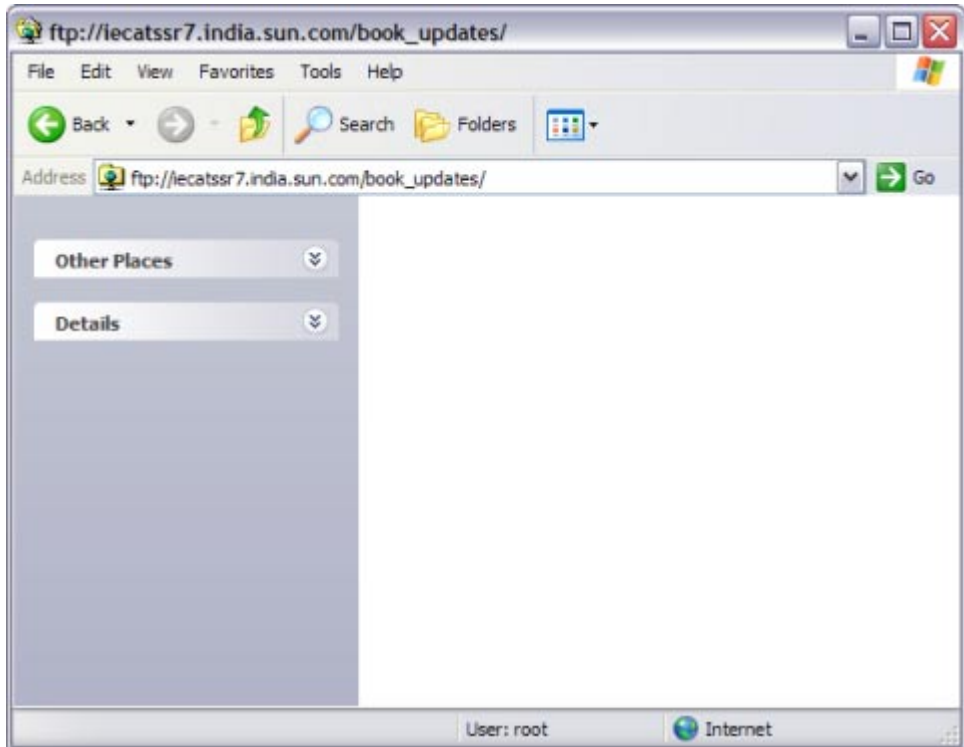 ftp://iecatssr7.india.sun.com/book_updates/
File Edit View Favorites Tools Help
Back Search Folders
Address ftp://iecatssr7.india.sun.com/book_updates/ Go
Other Places
Details
User: root Internet